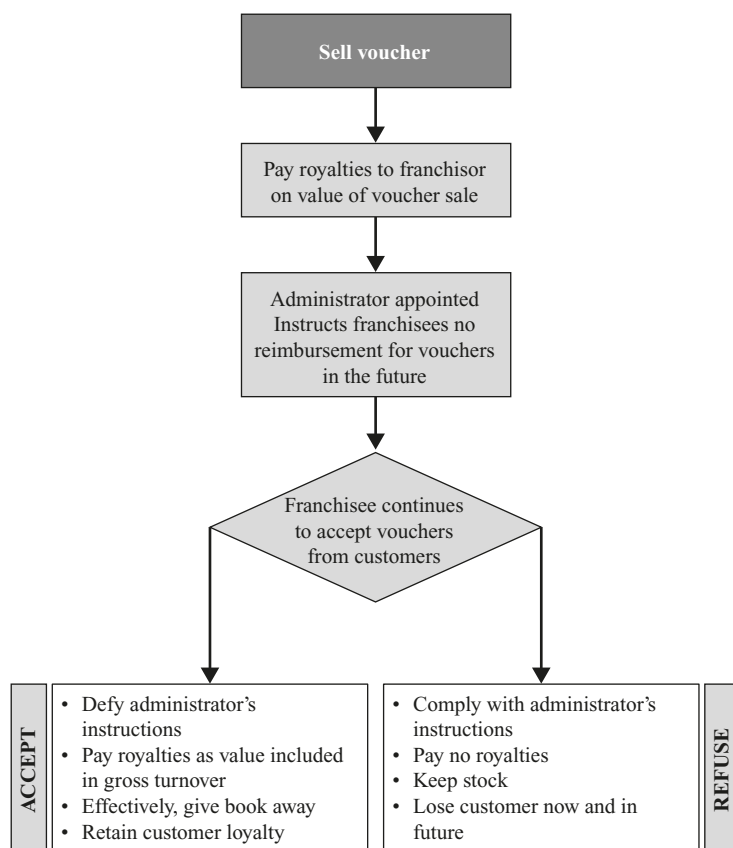 Sell voucher
Pay royalties to franchisor
on value of voucher sale
Administrator appointed
Instructs franchisees no
reimbursement for vouchers
in the future
Franchisee continues
to accept vouchers
from customers
ACCEPT
• Defy administrator’s
instructions
• Pay royalties as value included
in gross turnover
• Effectively, give book away
• Retain customer loyalty
• Comply with administrator’s
instructions
• Pay no royalties
• Keep stock
• Lose customer now and in
future
REFUSE